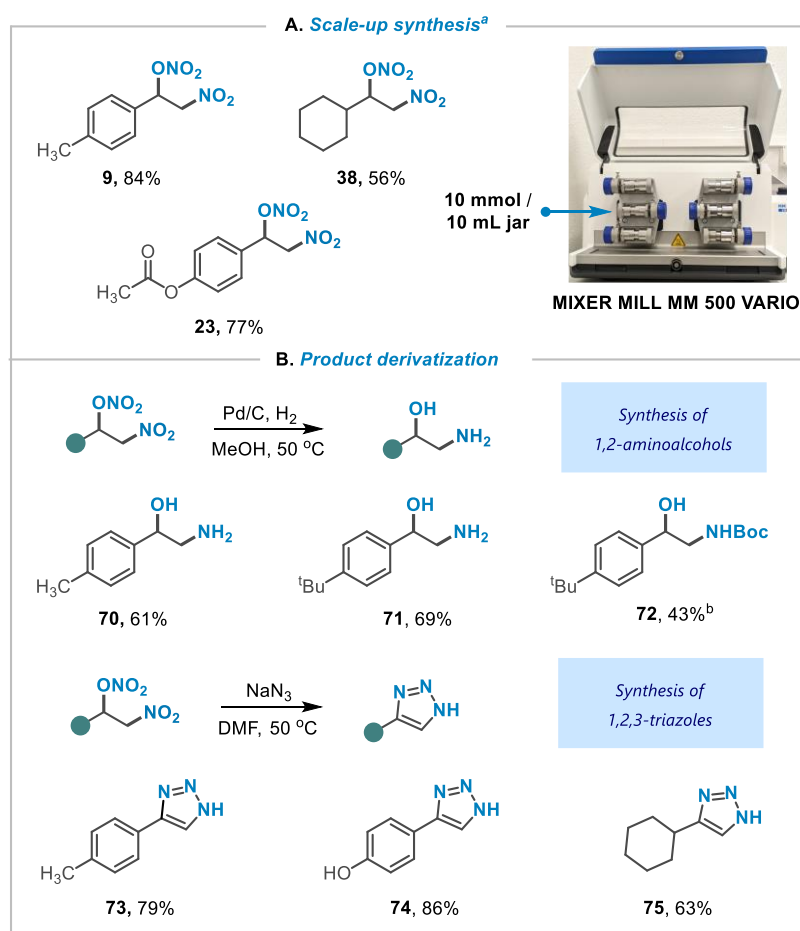 A. Scale-up synthesisᵃ
ONO₂
NO₂
H₃C
9, 84%
ONO₂
NO₂
38, 56%
10 mmol /
10 mL jar
ONO₂
NO₂
O
H₃C
O
23, 77%
MIXER MILL MM 500 VARIO
B. Product derivatization
ONO₂
NO₂
Pd/C, H₂
MeOH, 50 °C
OH
NH₂
Synthesis of
1,2-aminoalcohols
OH
NH₂
H₃C
70, 61%
OH
NH₂
ᵗBu
71, 69%
OH
NHBoc
ᵗBu
72, 43%ᵇ
ONO₂
NO₂
NaN₃
DMF, 50 °C
N N
NH
Synthesis of
1,2,3-triazoles
N N
NH
H₃C
73, 79%
N N
NH
HO
74, 86%
N N
NH
75, 63%